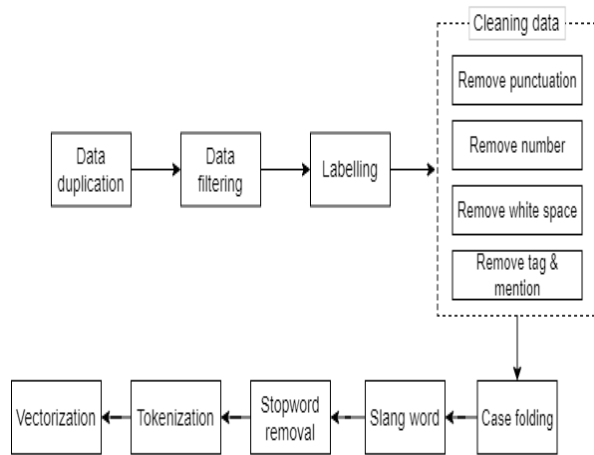 Cleaning data
Remove punctuation
Remove number
Remove white space
Remove tag &
mention
Data
duplication
Data
filtering
Labelling
Case folding
Slang word
Stopword
removal
Tokenization
Vectorization